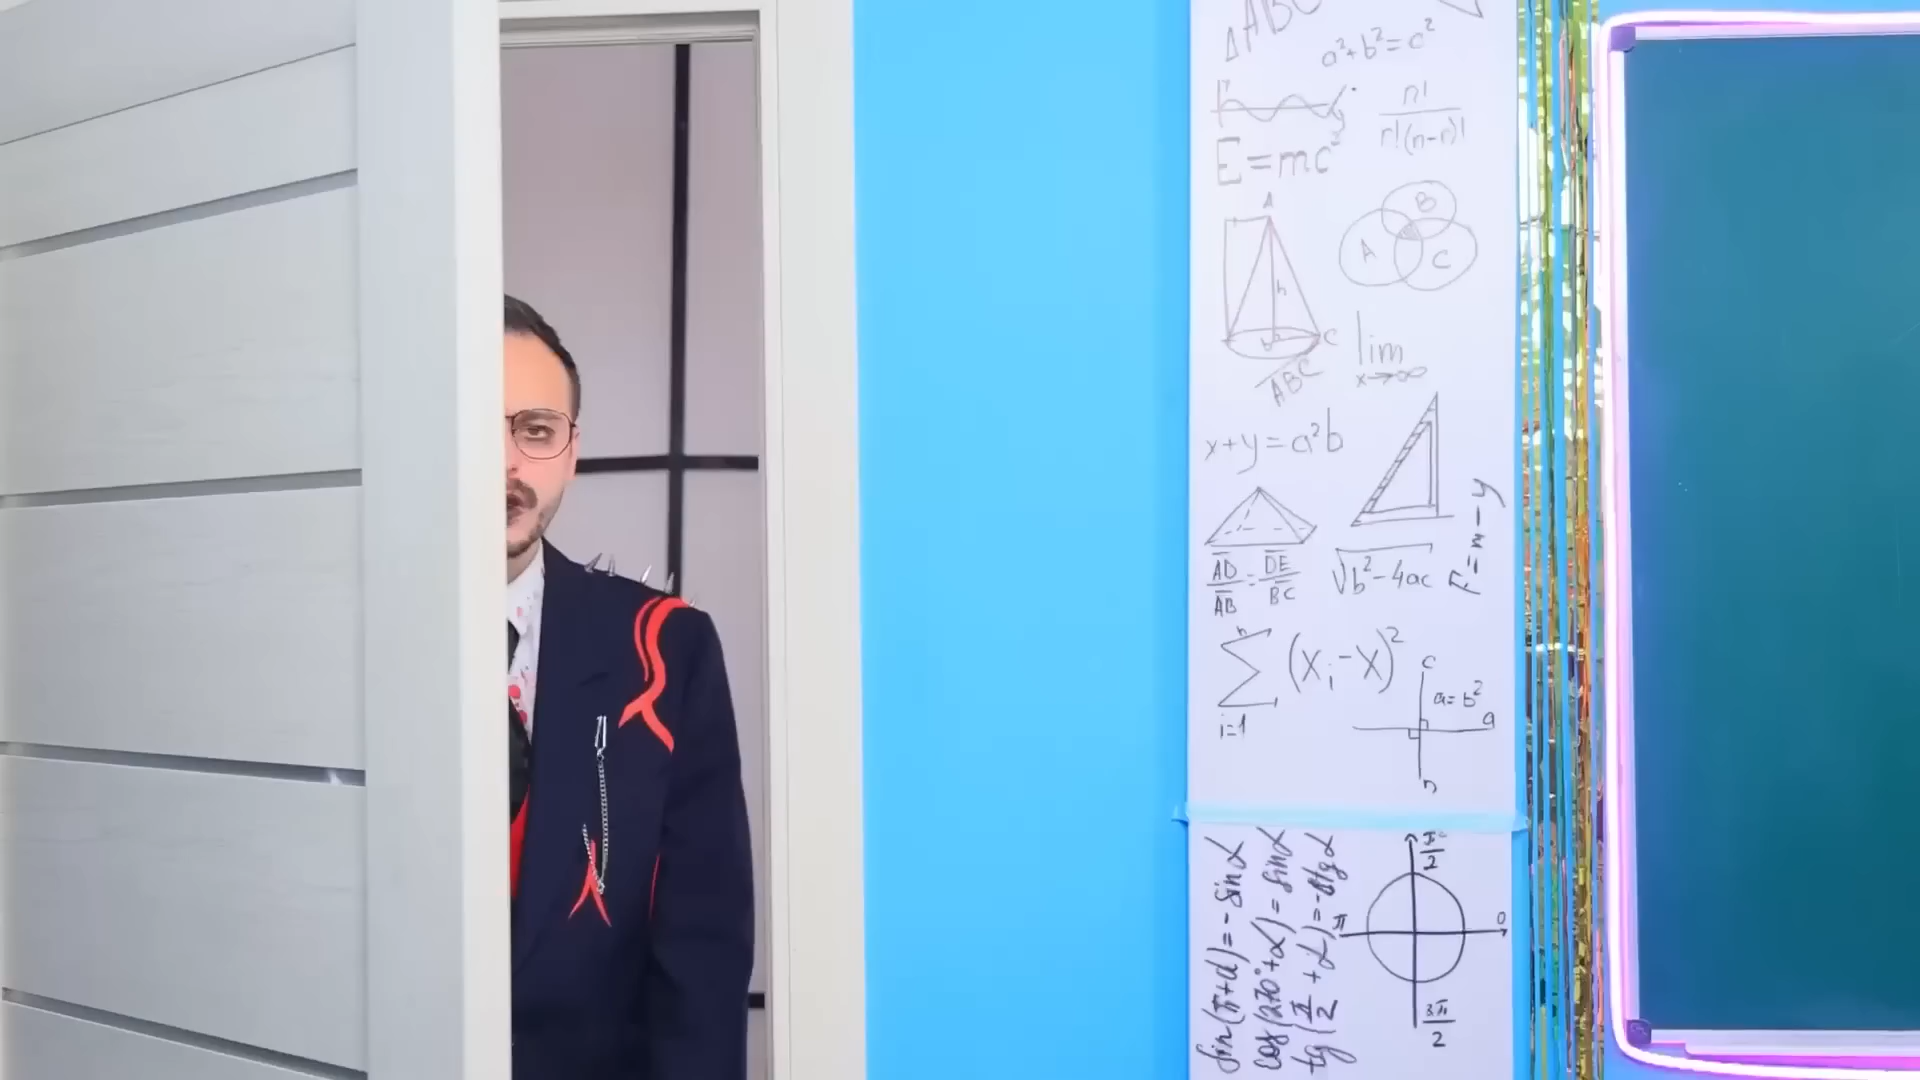 ΔABC
a²+b²=c²
n!
r!(n-r)!
E=mc²
A
B
A
C
h
C
ABC
lim
x→∞
x+y=a²b
AD
AB
=
DE
BC
√b²-4ac
F=m-y
n
∑ (xᵢ-x)²
i=1
c
a=b²
a
π
2
π
0
3π
2
sin(π+α)=-sinα
cos(270°+α)=sinα
tg(π/2+α)=-ctgα